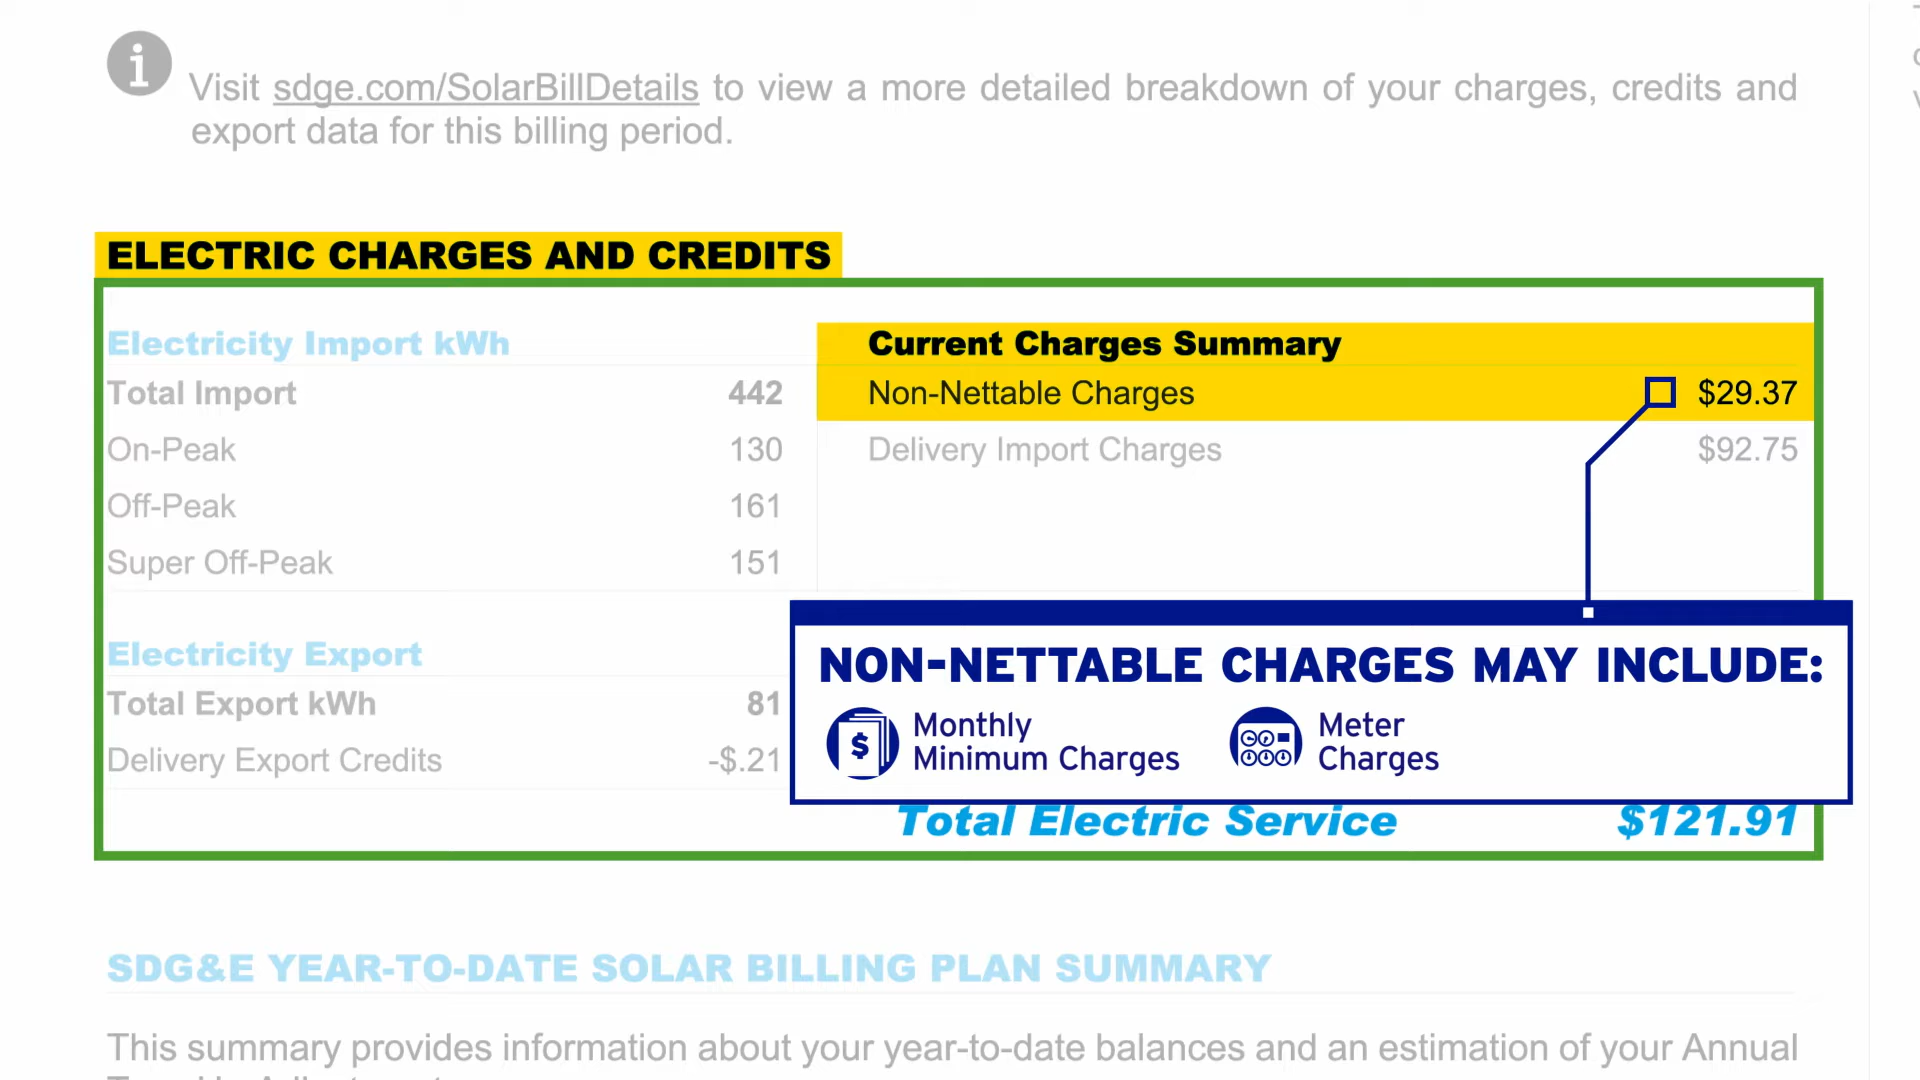 Visit sdge.com/SolarBillDetails to view a more detailed breakdown of your charges, credits and
export data for this billing period.
ELECTRIC CHARGES AND CREDITS
Electricity Import kWh
Total Import 442
On-Peak 130
Off-Peak 161
Super Off-Peak 151
Electricity Export
Total Export kWh 81
Delivery Export Credits -$.21
Current Charges Summary
Non-Nettable Charges $29.37
Delivery Import Charges $92.75
NON-NETTABLE CHARGES MAY INCLUDE:
Monthly
Minimum Charges
Meter
Charges
Total Electric Service $121.91
SDG&E YEAR-TO-DATE SOLAR BILLING PLAN SUMMARY
This summary provides information about your year-to-date balances and an estimation of your Annual